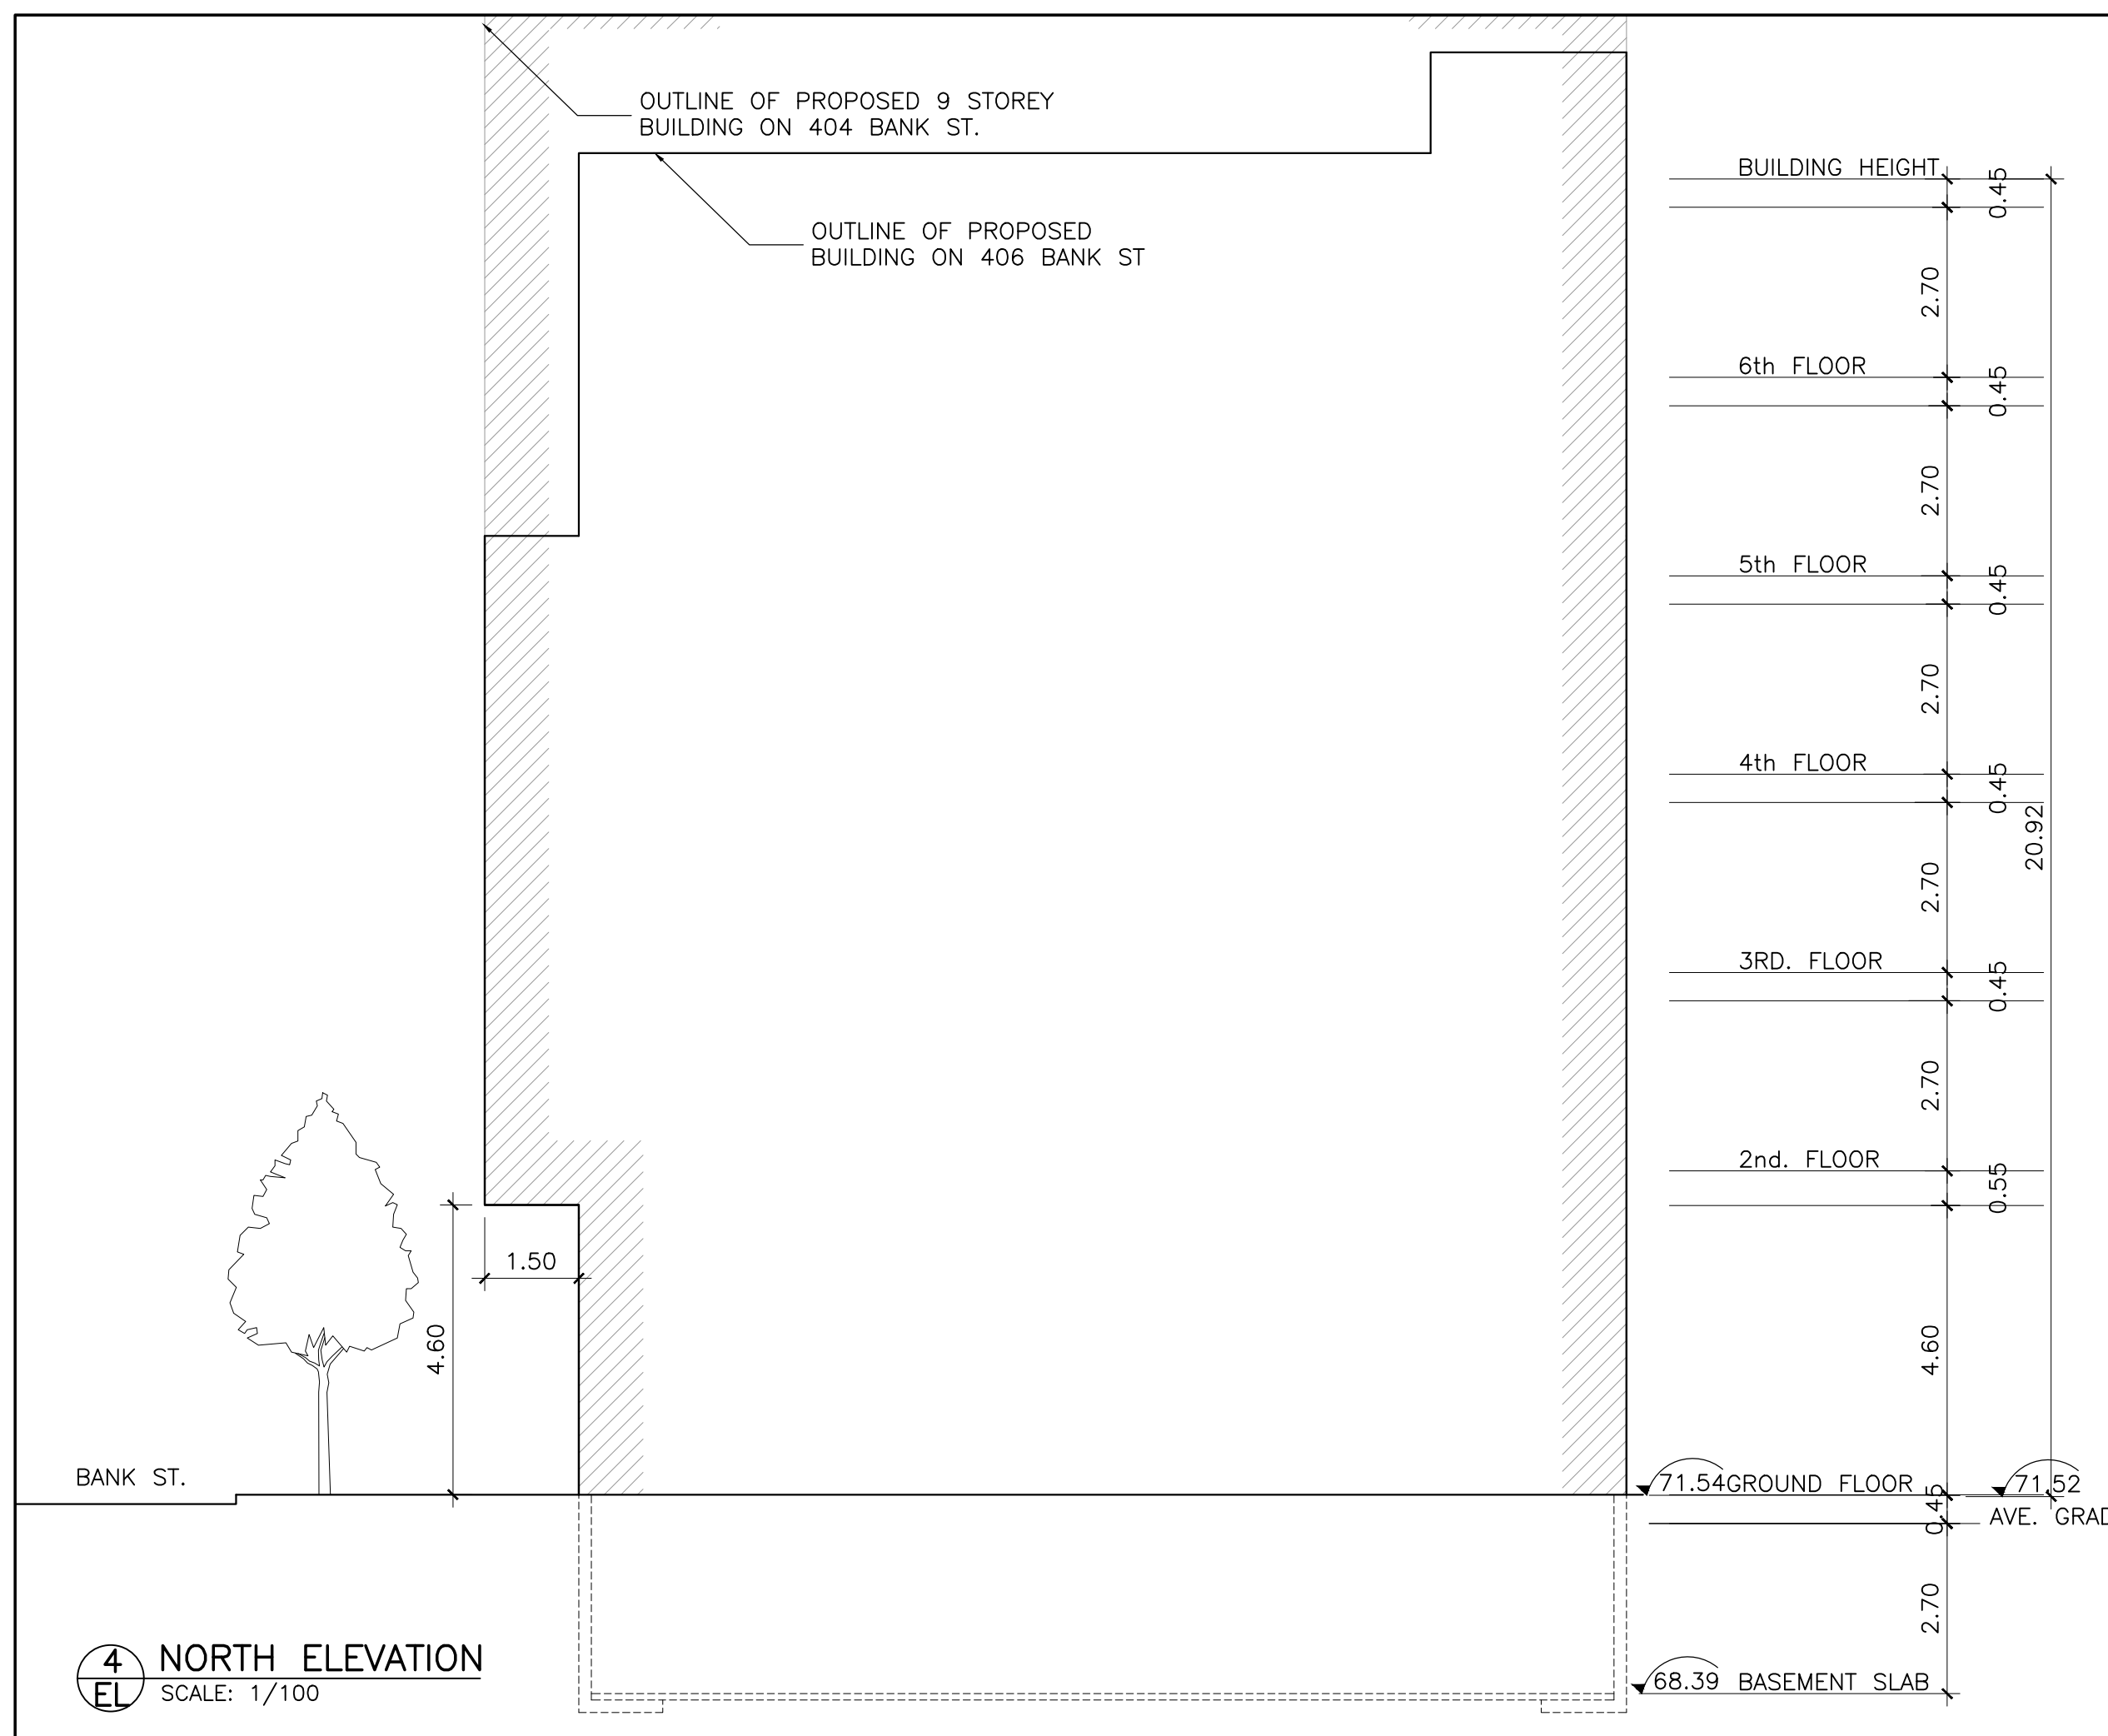 OUTLINE OF PROPOSED 9 STOREY
BUILDING ON 404 BANK ST.
OUTLINE OF PROPOSED
BUILDING ON 406 BANK ST
BUILDING HEIGHT
0.45
2.70
6th FLOOR
0.45
2.70
5th FLOOR
0.45
2.70
4th FLOOR
0.45
20.92
2.70
3RD. FLOOR
0.45
2.70
2nd. FLOOR
0.55
1.50
4.60
4.60
BANK ST.
71.54 GROUND FLOOR
0.45
71.52
AVE. GRAD
2.70
68.39 BASEMENT SLAB
4
EL
NORTH ELEVATION
SCALE: 1/100